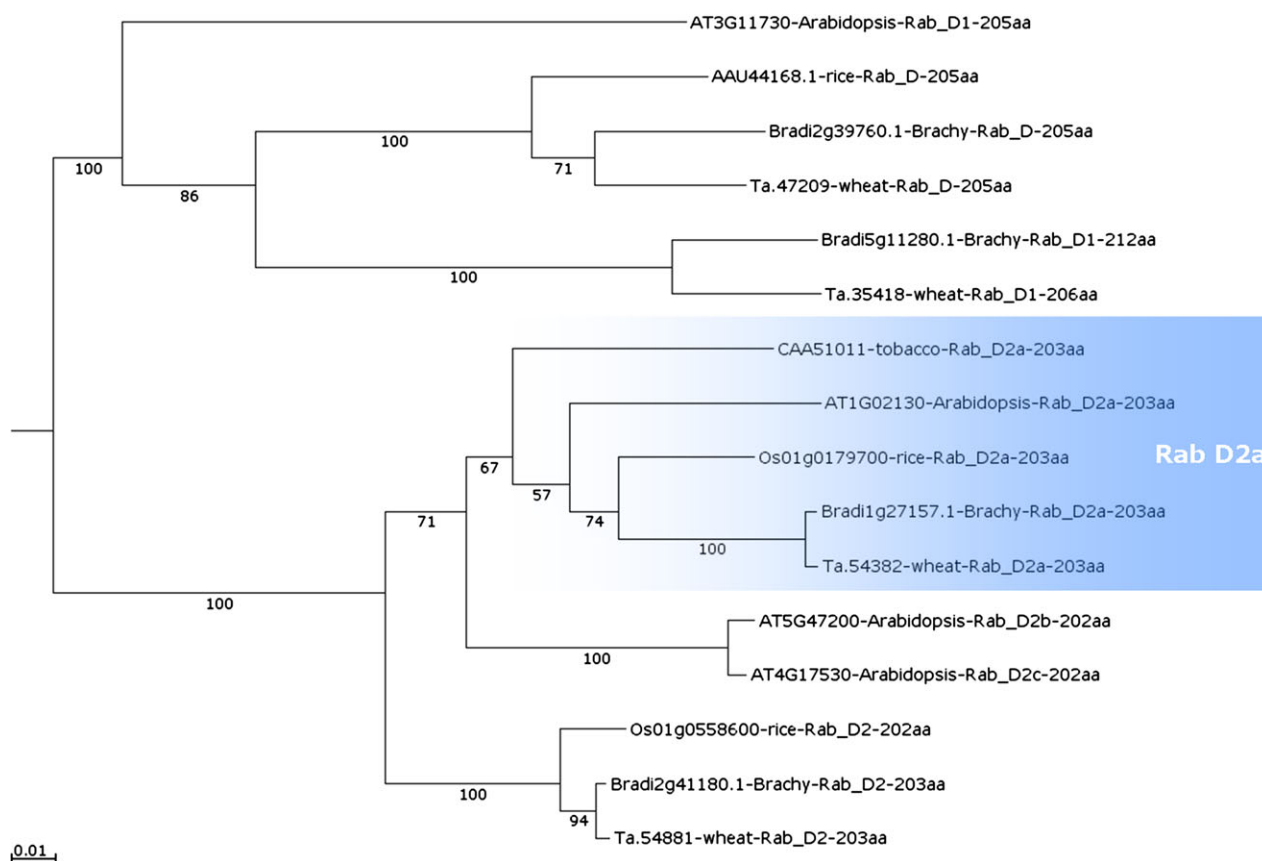 AT3G11730-Arabidopsis-Rab_D1-205aa
AAU44168.1-rice-Rab_D-205aa
100
Bradi2g39760.1-Brachy-Rab_D-205aa
100
71
86
Ta.47209-wheat-Rab_D-205aa
Bradi5g11280.1-Brachy-Rab_D1-212aa
100
Ta.35418-wheat-Rab_D1-206aa
CAA51011-tobacco-Rab_D2a-203aa
AT1G02130-Arabidopsis-Rab_D2a-203aa
Os01g0179700-rice-Rab_D2a-203aa
Rab D2a
67
57
Bradi1g27157.1-Brachy-Rab_D2a-203aa
71
74
100
Ta.54382-wheat-Rab_D2a-203aa
100
AT5G47200-Arabidopsis-Rab_D2b-202aa
100
AT4G17530-Arabidopsis-Rab_D2c-202aa
Os01g0558600-rice-Rab_D2-202aa
Bradi2g41180.1-Brachy-Rab_D2-203aa
100
94
Ta.54881-wheat-Rab_D2-203aa
0.01